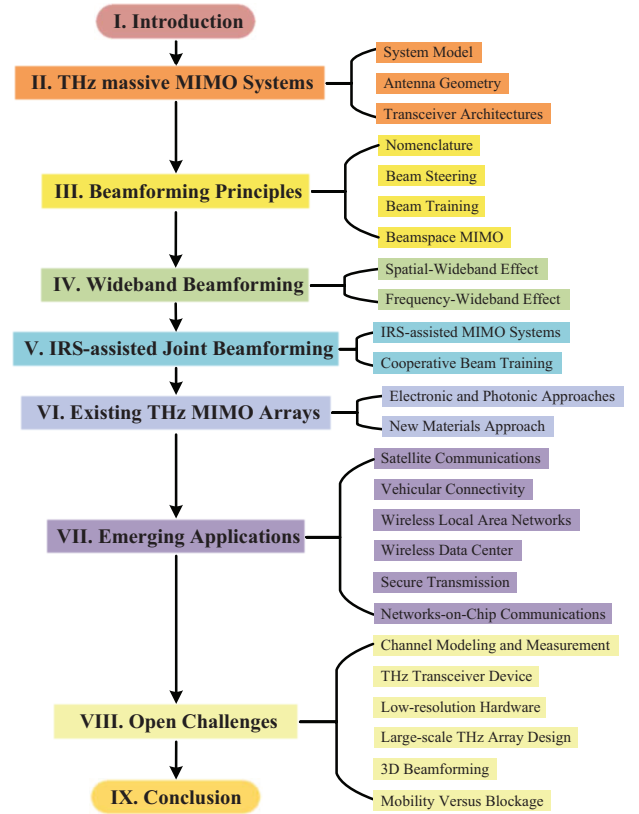 I. Introduction
II. THz massive MIMO Systems
System Model
Antenna Geometry
Transceiver Architectures
III. Beamforming Principles
Nomenclature
Beam Steering
Beam Training
Beamspace MIMO
IV. Wideband Beamforming
Spatial-Wideband Effect
Frequency-Wideband Effect
V. IRS-assisted Joint Beamforming
IRS-assisted MIMO Systems
Cooperative Beam Training
VI. Existing THz MIMO Arrays
Electronic and Photonic Approaches
New Materials Approach
VII. Emerging Applications
Satellite Communications
Vehicular Connectivity
Wireless Local Area Networks
Wireless Data Center
Secure Transmission
Networks-on-Chip Communications
VIII. Open Challenges
Channel Modeling and Measurement
THz Transceiver Device
Low-resolution Hardware
Large-scale THz Array Design
3D Beamforming
Mobility Versus Blockage
IX. Conclusion